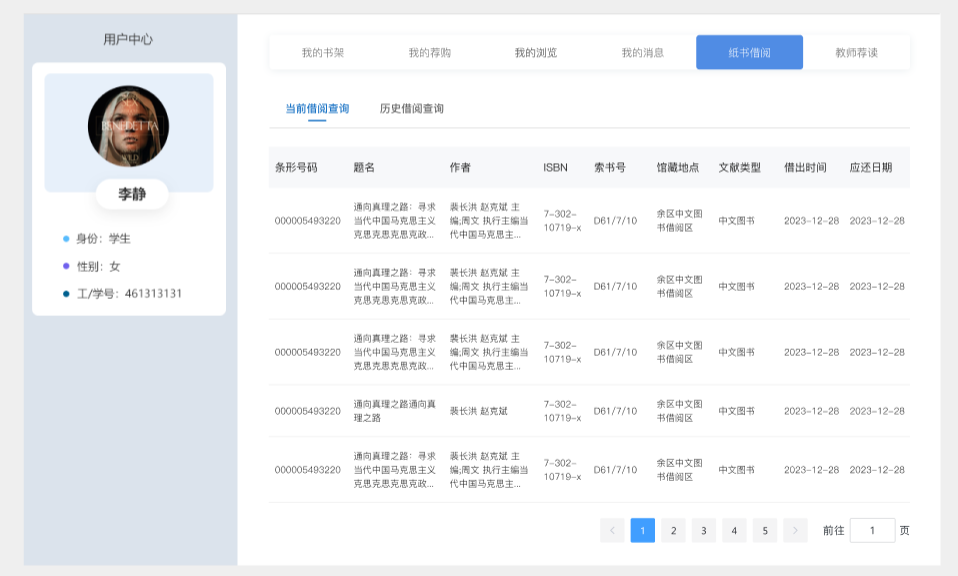 用户中心
BENEDETTA
李静
身份：学生
性别：女
工/学号：461313131
我的书架 我的荐购 我的浏览 我的消息 纸书借阅 教师荐读
当前借阅查询 历史借阅查询
条形号码 题名 作者 ISBN 索书号 馆藏地点 文献类型 借出时间 应还日期
通向真理之路：寻求 裴长洪 赵克斌 主
7-302- 余区中文图
000005493220 当代中国马克思主义 编;周文 执行主编当 D61/7/10 中文图书 2023-12-28 2023-12-28
10719-x 书借阅区
克思克思克思克政... 代中国马克思主...
通向真理之路：寻求 裴长洪 赵克斌 主
7-302- 余区中文图
000005493220 当代中国马克思主义 编;周文 执行主编当 D61/7/10 中文图书 2023-12-28 2023-12-28
10719-x 书借阅区
克思克思克思克政... 代中国马克思主...
通向真理之路：寻求 裴长洪 赵克斌 主
7-302- 余区中文图
000005493220 当代中国马克思主义 编;周文 执行主编当 D61/7/10 中文图书 2023-12-28 2023-12-28
10719-x 书借阅区
克思克思克思克政... 代中国马克思主...
通向真理之路通向真 7-302- 余区中文图
000005493220 裴长洪 赵克斌 D61/7/10 中文图书 2023-12-28 2023-12-28
理之路 10719-x 书借阅区
通向真理之路：寻求 裴长洪 赵克斌 主
7-302- 余区中文图
000005493220 当代中国马克思主义 编;周文 执行主编当 D61/7/10 中文图书 2023-12-28 2023-12-28
10719-x 书借阅区
克思克思克思克政... 代中国马克思主...
< 1 2 3 4 5 > 前往 1 页